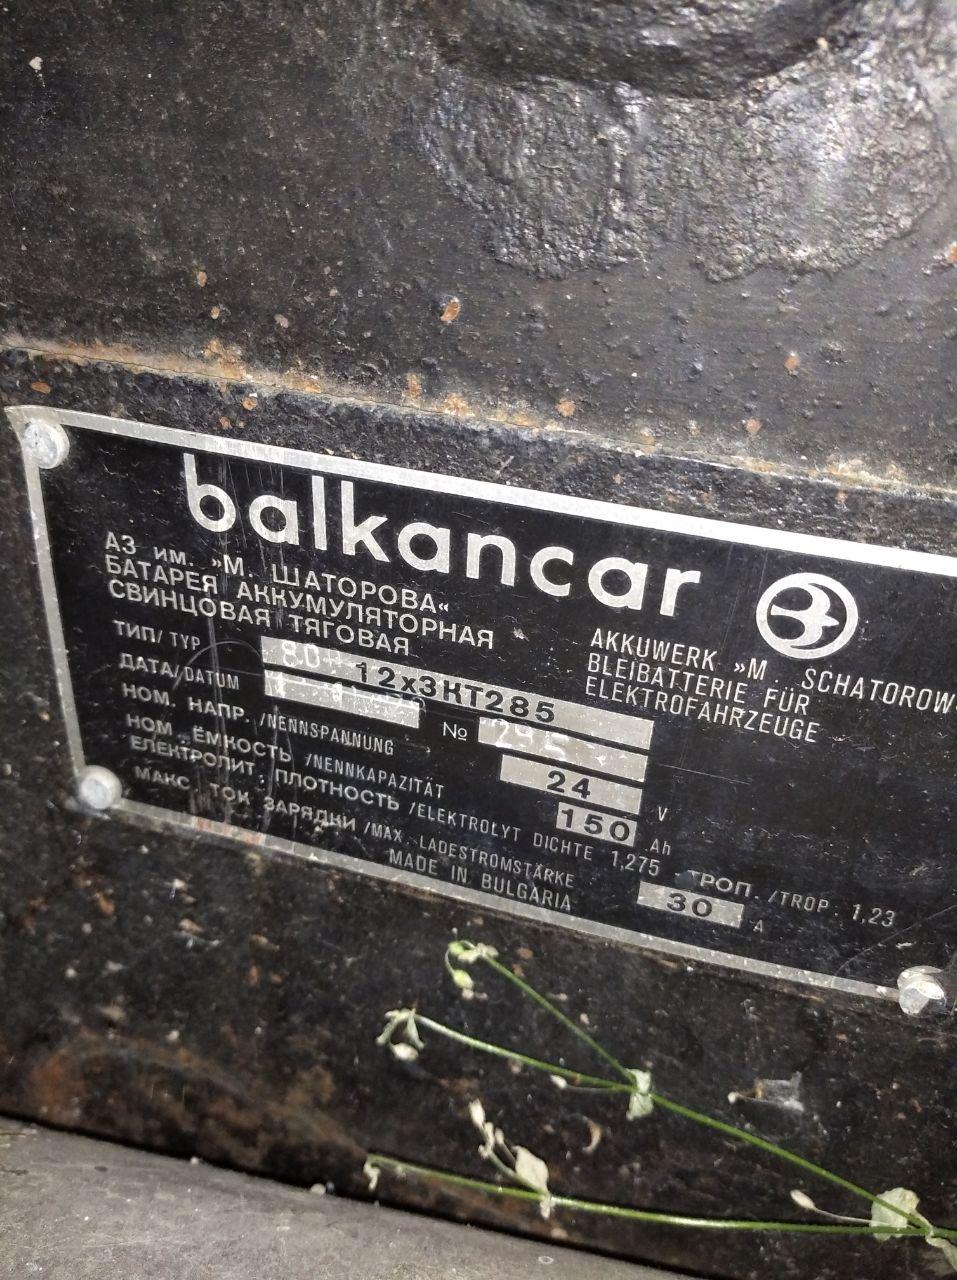 balkancar
АЗ им. »М. ШАТОРОВА«
БАТАРЕЯ АККУМУЛЯТОРНАЯ
СВИНЦОВАЯ ТЯГОВАЯ
AKKUWERK »M. SCHATOROW
BLEIBATTERIE FÜR
ELEKTROFAHRZEUGE
ТИП/ TYP 12x3HT285
ДАТА/DATUM № 295
НОМ. НАПР. /NENNSPANNUNG 24 V
НОМ ЁМКОСТЬ /NENNKAPAZITÄT 150 Ah
ЕЛЕКТРОЛИТ: ПЛОТНОСТЬ /ELEKTROLYT DICHTE 1,275 ТРОП. /TROP. 1,23
МАКС. ТОК ЗАРЯДКИ /MAX. LADESTROMSTÄRKE 30 A
MADE IN BULGARIA